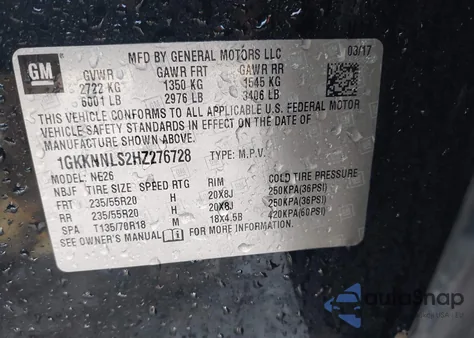 GM
MFD BY GENERAL MOTORS LLC 03/17
GVWR GAWR FRT GAWR RR
2722 KG 1350 KG 1545 KG
6001 LB 2976 LB 3406 LB
THIS VEHICLE CONFORMS TO ALL APPLICABLE U.S. FEDERAL MOTOR
VEHICLE SAFETY, BUMPER, AND THEFT PREVENTION STANDARDS IN EFFECT ON THE DATE OF
MANUFACTURE SHOWN ABOVE.
1GKKNNLS2HZ276728 TYPE: M.P.V.
MODEL: NE26
NBJF TIRE SIZE SPEED RTG RIM COLD TIRE PRESSURE
FRT 235/55R20 H 20X8J 250KPA(36PSI)
RR 235/55R20 H 20X8J 250KPA(36PSI)
SPA T135/70R18 M 18X4.5B 420KPA(60PSI)
SEE OWNER'S MANUAL
AutoSnap